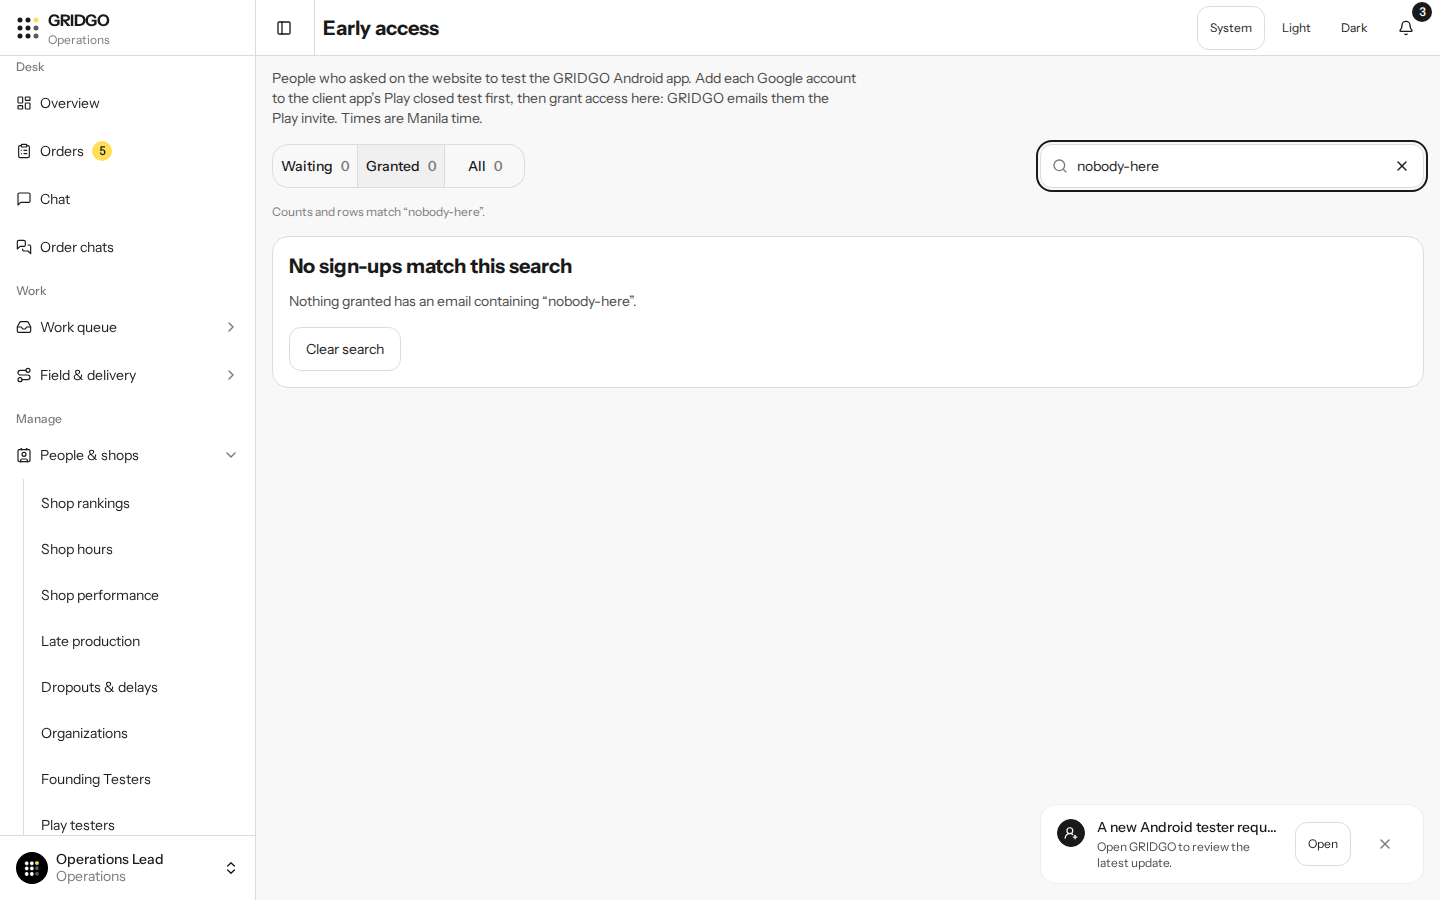 GRIDGO
Operations
Early access
System
Light
Dark
3
Desk
Overview
Orders 5
Chat
Order chats
Work
Work queue
Field & delivery
Manage
People & shops
Shop rankings
Shop hours
Shop performance
Late production
Dropouts & delays
Organizations
Founding Testers
Play testers
Operations Lead
Operations
People who asked on the website to test the GRIDGO Android app. Add each Google account
to the client app's Play closed test first, then grant access here: GRIDGO emails them the
Play invite. Times are Manila time.
Waiting 0 Granted 0 All 0
nobody-here
Counts and rows match “nobody-here”.
No sign-ups match this search
Nothing granted has an email containing “nobody-here”.
Clear search
A new Android tester requ...
Open GRIDGO to review the
latest update.
Open